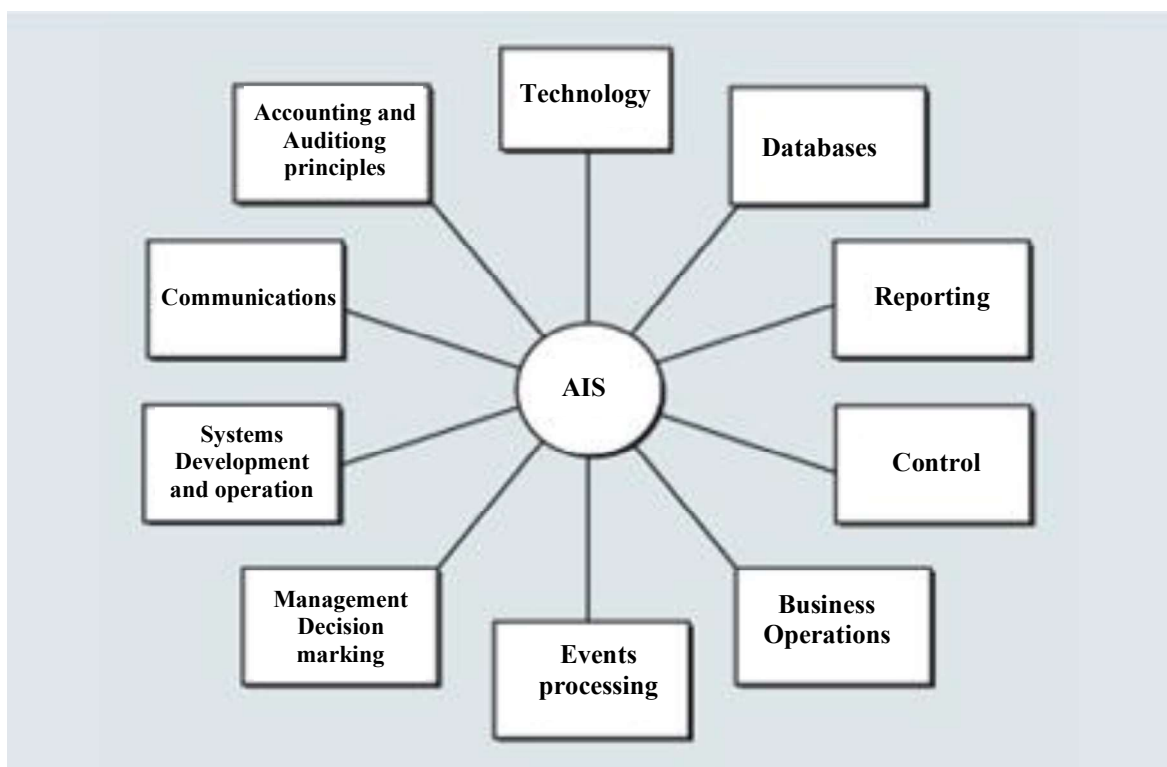 Technology
Accounting and
Auditiong
principles
Databases
Communications
Reporting
AIS
Systems
Development
and operation
Control
Management
Decision
marking
Events
processing
Business
Operations